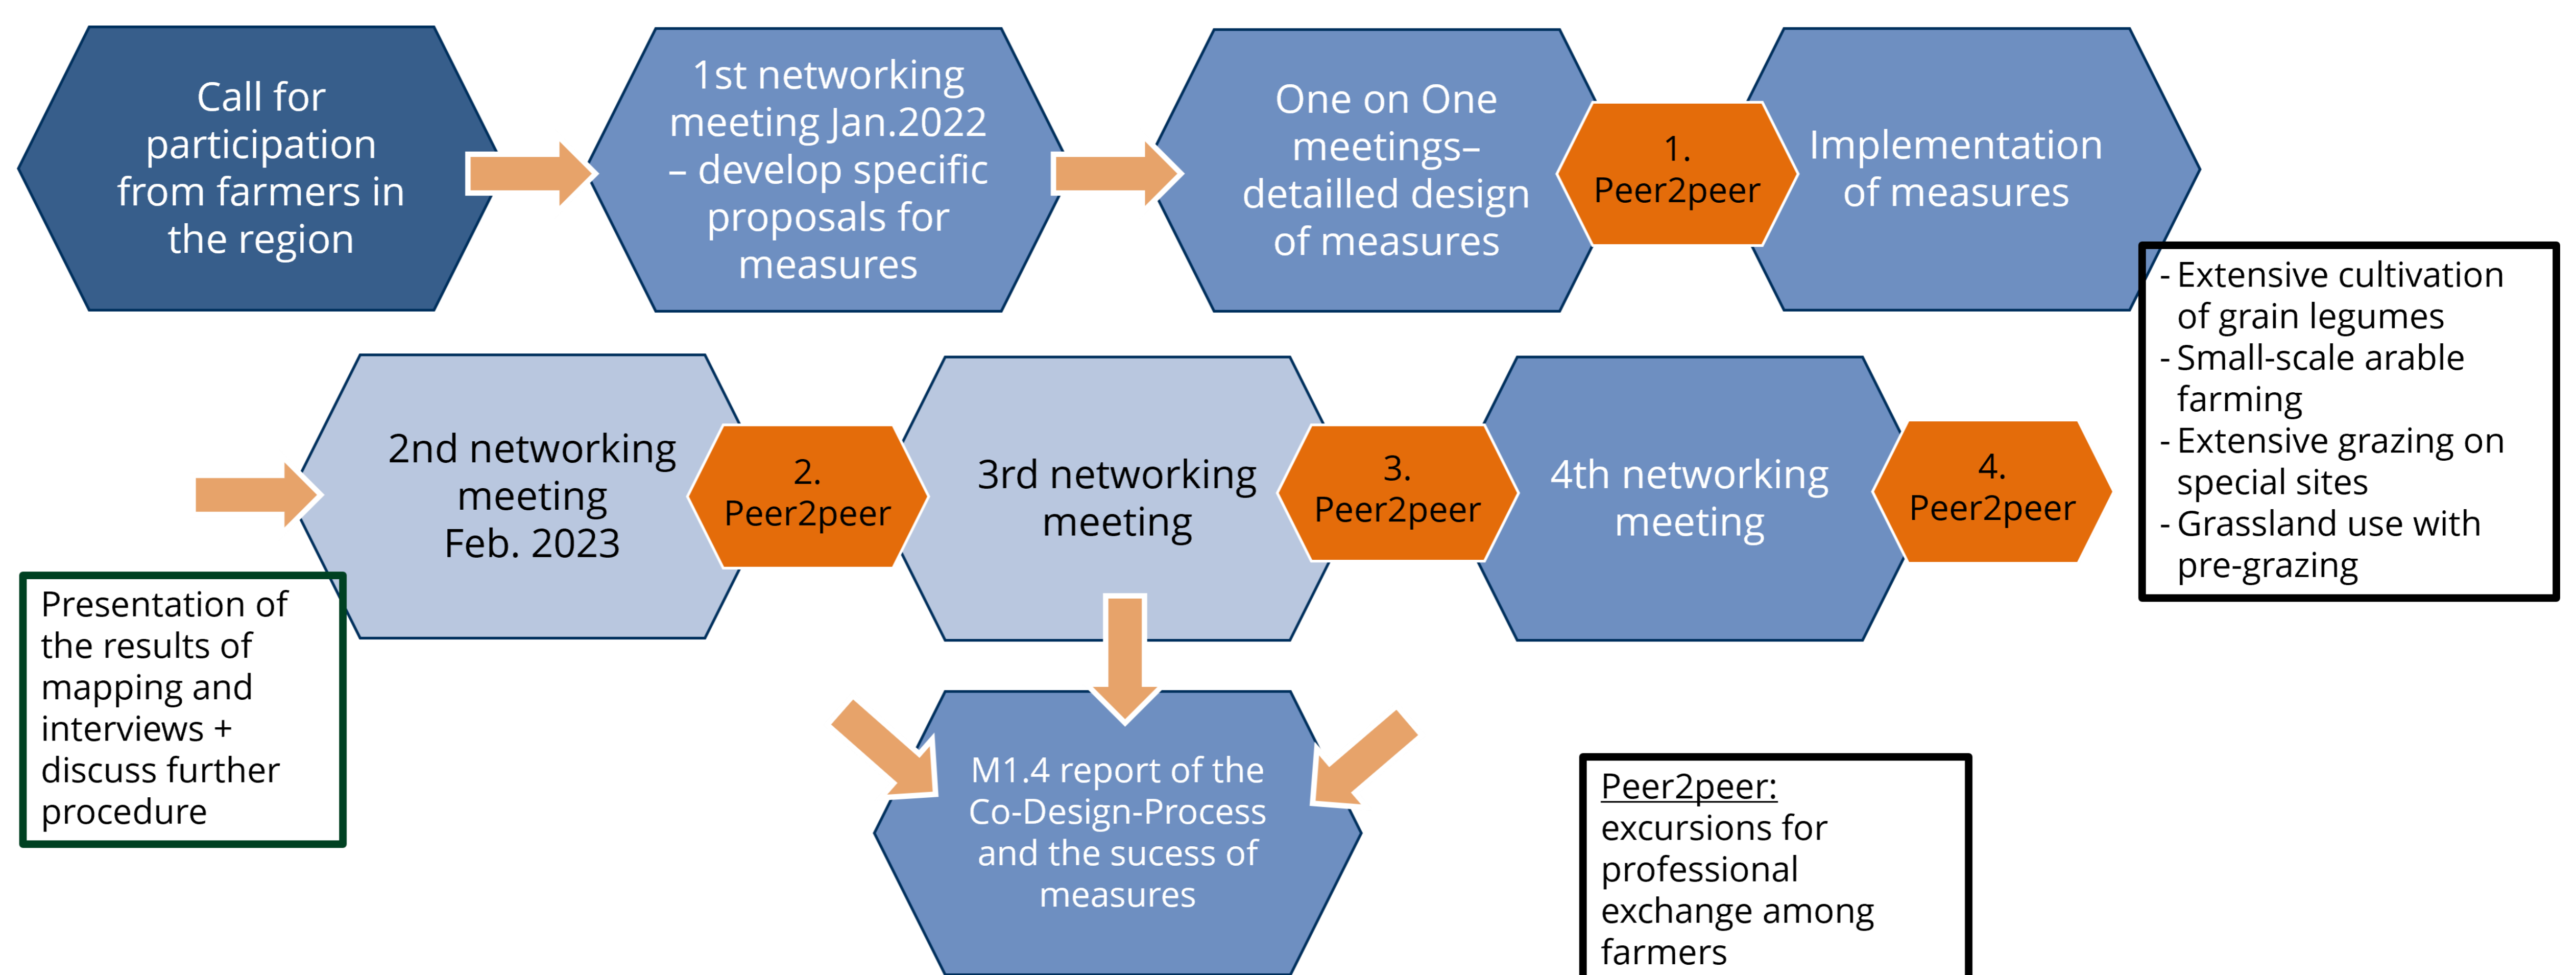 Call for
participation
from farmers in
the region
1st networking
meeting Jan.2022
– develop specific
proposals for
measures
One on One
meetings–
detailled design
of measures
1.
Peer2peer
Implementation
of measures
- Extensive cultivation
of grain legumes
- Small-scale arable
farming
- Extensive grazing on
special sites
- Grassland use with
pre-grazing
2nd networking
meeting
Feb. 2023
2.
Peer2peer
3rd networking
meeting
3.
Peer2peer
4th networking
meeting
4.
Peer2peer
Presentation of
the results of
mapping and
interviews +
discuss further
procedure
M1.4 report of the
Co-Design-Process
and the sucess of
measures
Peer2peer:
excursions for
professional
exchange among
farmers